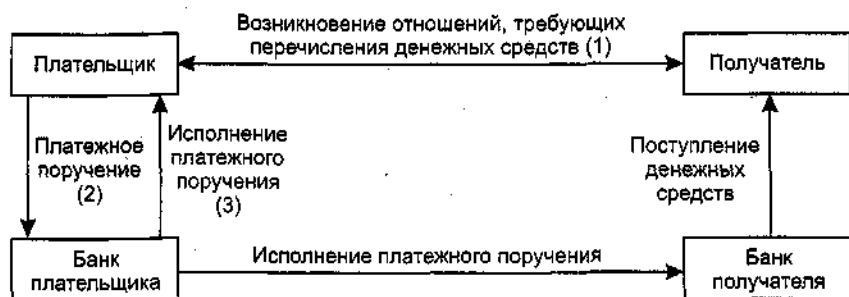 Возникновение отношений, требующих
перечисления денежных средств (1)
Плательщик
Получатель
Платежное
поручение
(2)
Исполнение
платежного
поручения
(3)
Поступление
денежных
средств
Банк
плательщика
Исполнение платежного поручения
Банк
получателя